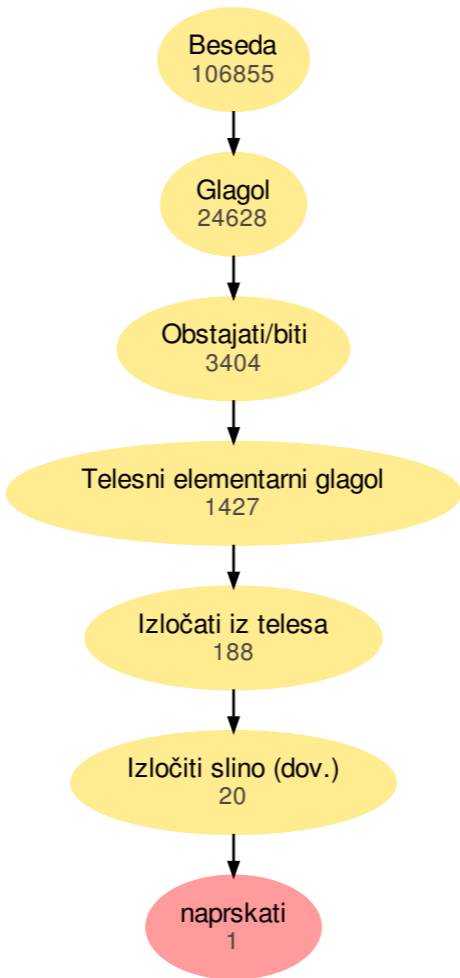 Beseda
106855
Glagol
24628
Obstajati/biti
3404
Telesni elementarni glagol
1427
Izločati iz telesa
188
Izločiti slino (dov.)
20
naprskati
1